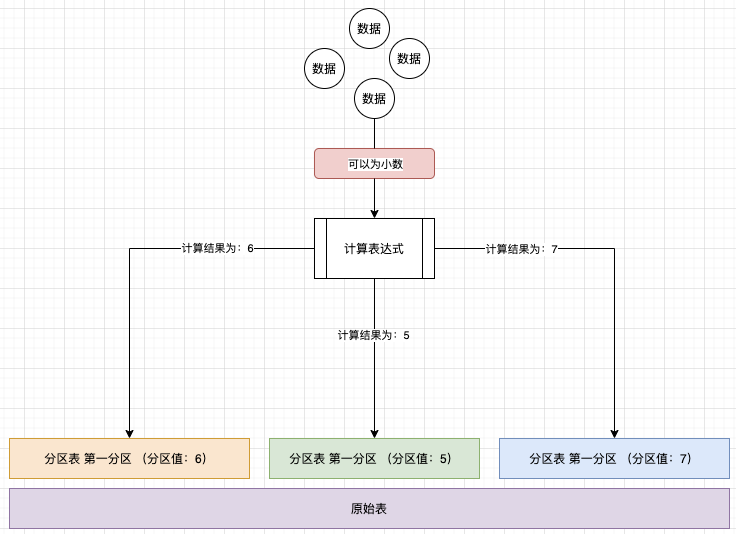 数据
数据
数据
数据
可以为小数
计算表达式
计算结果为：6
计算结果为：7
计算结果为：5
分区表 第一分区 （分区值：6）
分区表 第一分区 （分区值：5）
分区表 第一分区 （分区值：7）
原始表